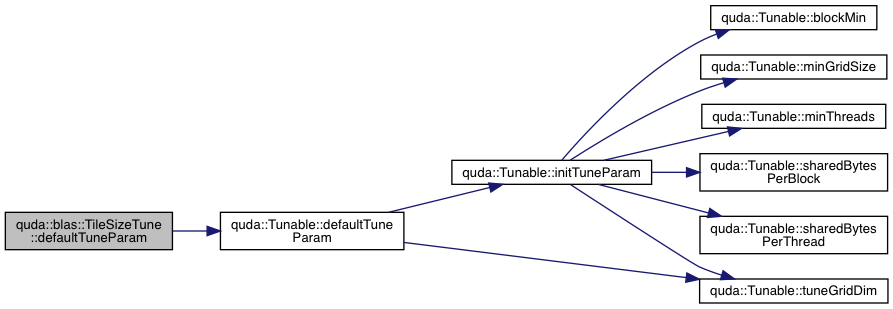 quda::blas::TileSizeTune
::defaultTuneParam
quda::Tunable::defaultTune
Param
quda::Tunable::initTuneParam
quda::Tunable::blockMin
quda::Tunable::minGridSize
quda::Tunable::minThreads
quda::Tunable::sharedBytes
PerBlock
quda::Tunable::sharedBytes
PerThread
quda::Tunable::tuneGridDim